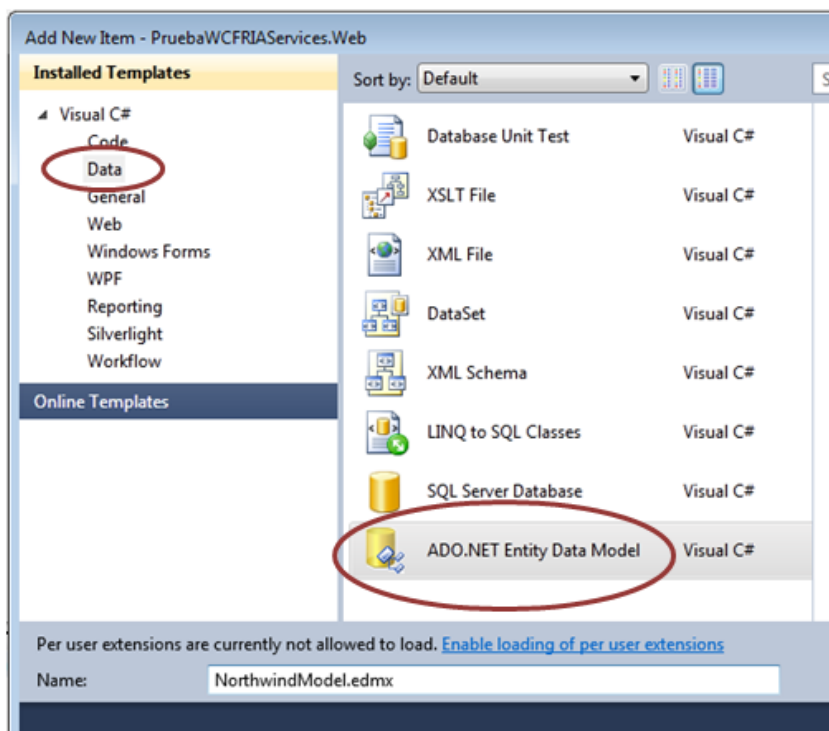 Add New Item - PruebaWCFRIAServices.Web
Installed Templates
Sort by: Default
S
Visual C#
Code
Data
General
Web
Windows Forms
WPF
Reporting
Silverlight
Workflow
Online Templates
Database Unit Test Visual C#
XSLT File Visual C#
XML File Visual C#
DataSet Visual C#
XML Schema Visual C#
LINQ to SQL Classes Visual C#
SQL Server Database Visual C#
ADO.NET Entity Data Model Visual C#
Per user extensions are currently not allowed to load. Enable loading of per user extensions
Name: NorthwindModel.edmx